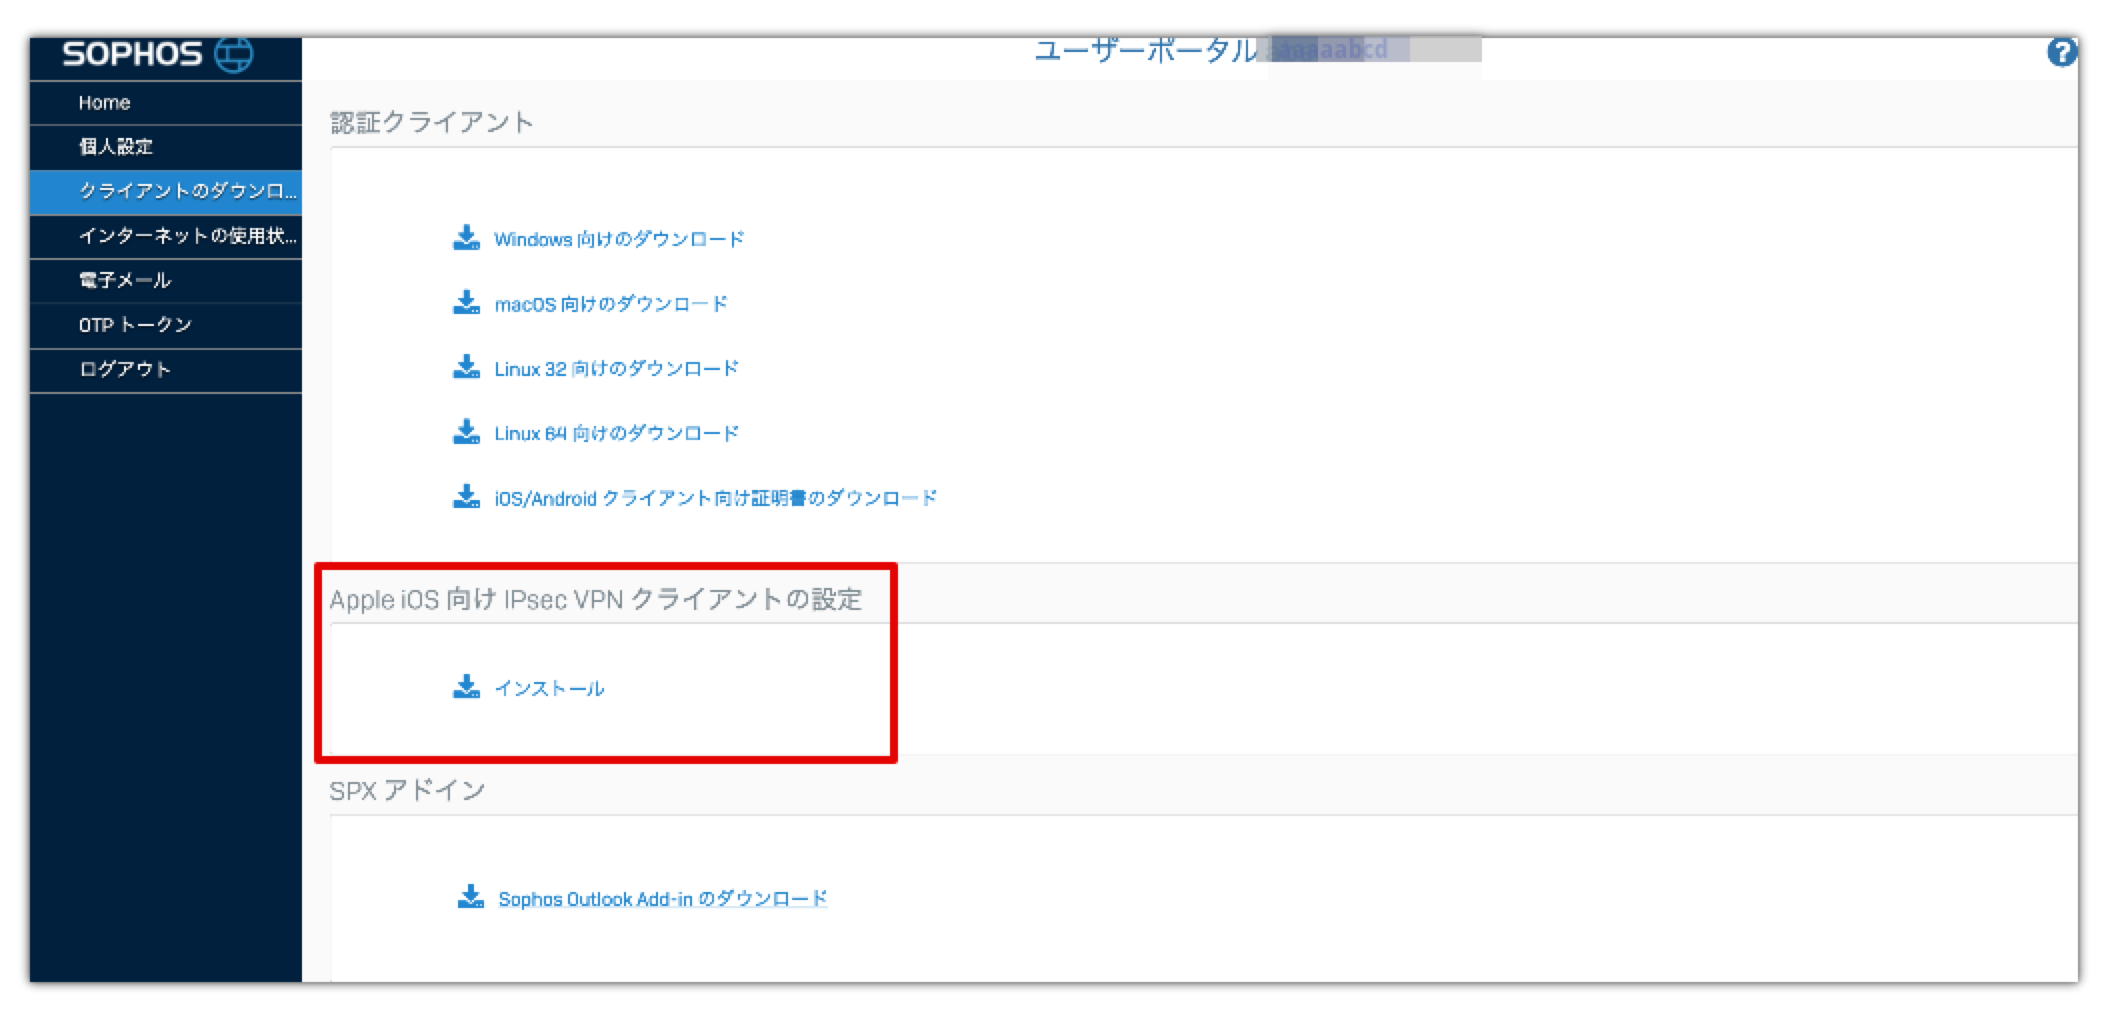 SOPHOS
ユーザーポータル
Home
個人設定
クライアントのダウンロ...
インターネットの使用状...
電子メール
OTP トークン
ログアウト
認証クライアント
Windows 向けのダウンロード
macOS 向けのダウンロード
Linux 32 向けのダウンロード
Linux 64 向けのダウンロード
iOS/Android クライアント向け証明書のダウンロード
Apple iOS 向け IPsec VPN クライアントの設定
インストール
SPX アドイン
Sophos Outlook Add-in のダウンロード